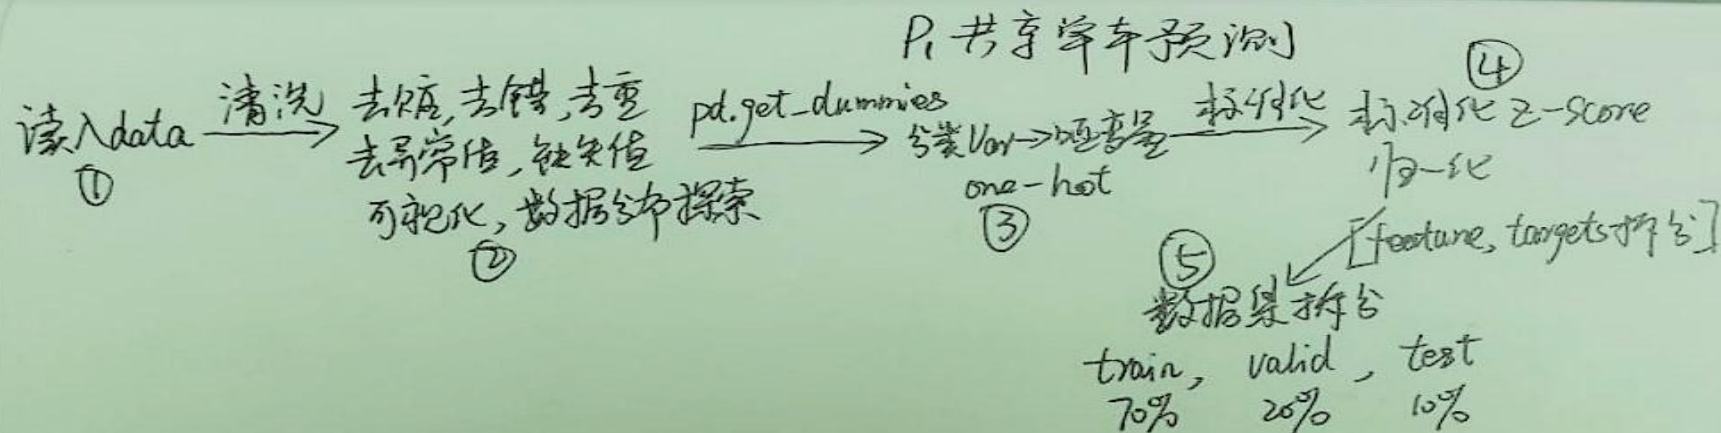 P₁ 共享单车预测
读入data
①
清洗
去陋,去错,去重
去异常值,缺失值
可视化,数据分布探索
②
pd.get_dummies
分类Var→哑变量
one-hot
③
标准化
④
标准化 z-score
归一化
[feature, targets拆分]
⑤
数据集拆分
train, valid, test
70% 20% 10%